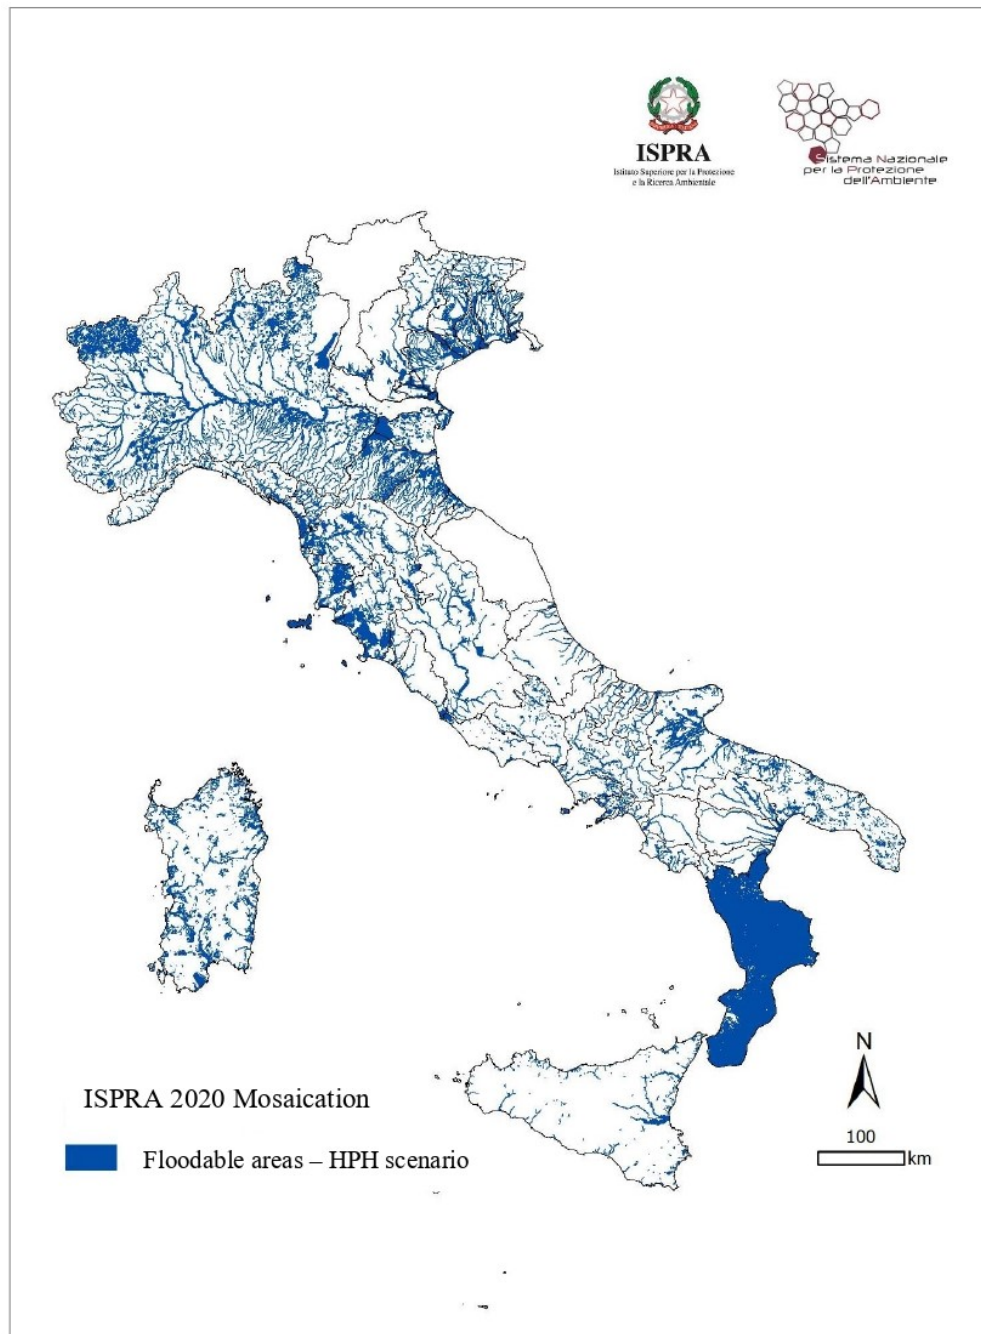 ISPRA
Istituto Superiore per la Protezione
e la Ricerca Ambientale
Sistema Nazionale
per la Protezione
dell'Ambiente
N
100
km
ISPRA 2020 Mosaication
Floodable areas – HPH scenario